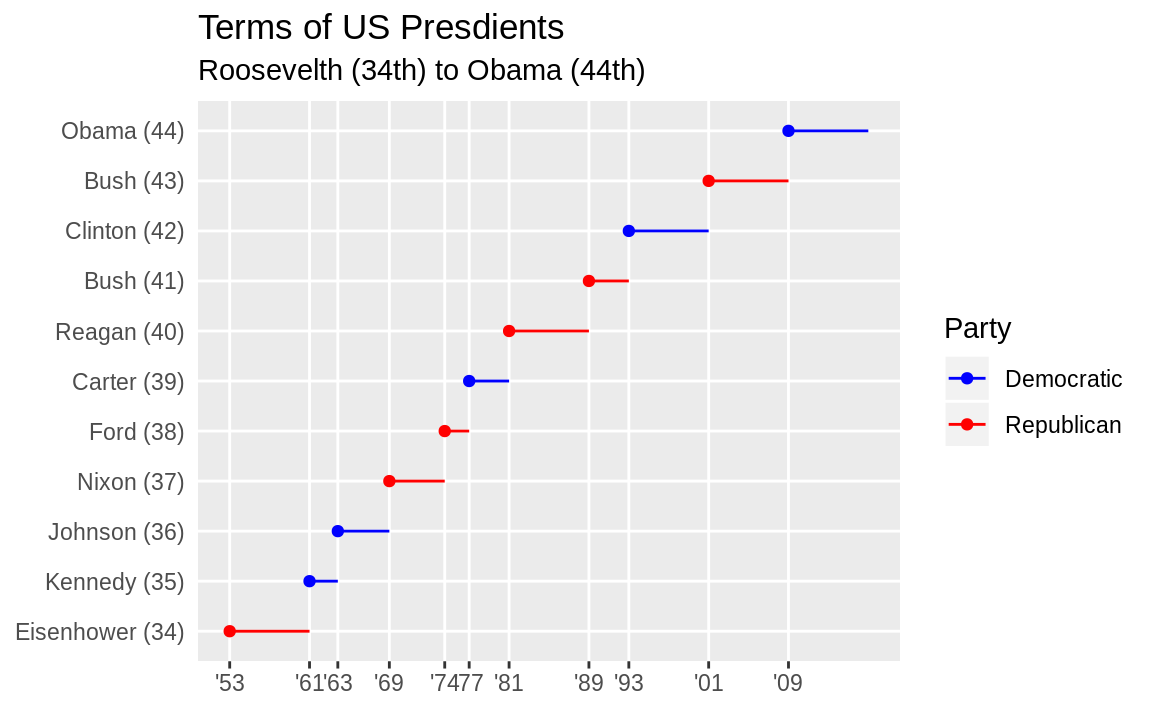 Terms of US Presdients
Roosevelth (34th) to Obama (44th)
Obama (44)
Bush (43)
Clinton (42)
Bush (41)
Reagan (40)
Carter (39)
Ford (38)
Nixon (37)
Johnson (36)
Kennedy (35)
Eisenhower (34)
'53 '61 '63 '69 '74 '77 '81 '89 '93 '01 '09
Party
Democratic
Republican